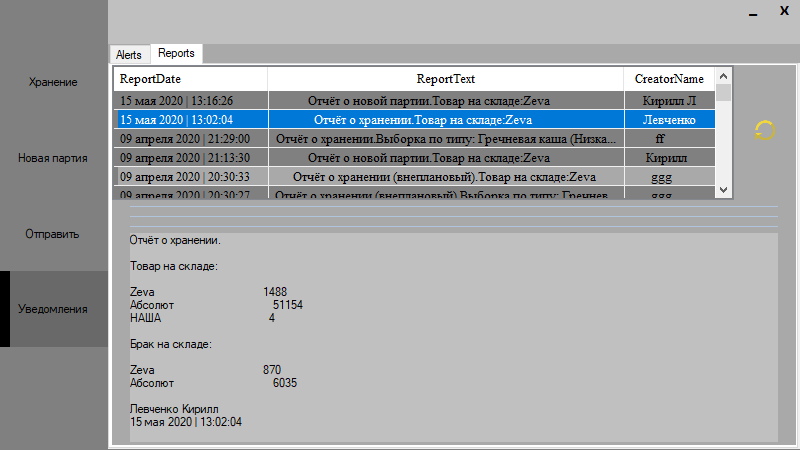 X
Alerts Reports
Хранение
Новая партия
Отправить
Уведомления
ReportDate ReportText CreatorName
15 мая 2020 | 13:16:26 Отчёт о новой партии.Товар на складе:Zeva Кирилл Л
15 мая 2020 | 13:02:04 Отчёт о хранении.Товар на складе:Zeva Левченко
09 апреля 2020 | 21:29:00 Отчёт о хранении.Выборка по типу: Гречневая каша (Низка... ff
09 апреля 2020 | 21:13:30 Отчёт о новой партии.Товар на складе:Zeva Кирилл
09 апреля 2020 | 20:30:33 Отчёт о хранении (внеплановый).Товар на складе:Zeva ggg
09 апреля 2020 | 20:30:27 Отчёт о хранении (внеплановый).Выборка по типу: Гречнев... ggg
Отчёт о хранении.
Товар на складе:
Zeva 1488
Абсолют 51154
НАША 4
Брак на складе:
Zeva 870
Абсолют 6035
Левченко Кирилл
15 мая 2020 | 13:02:04